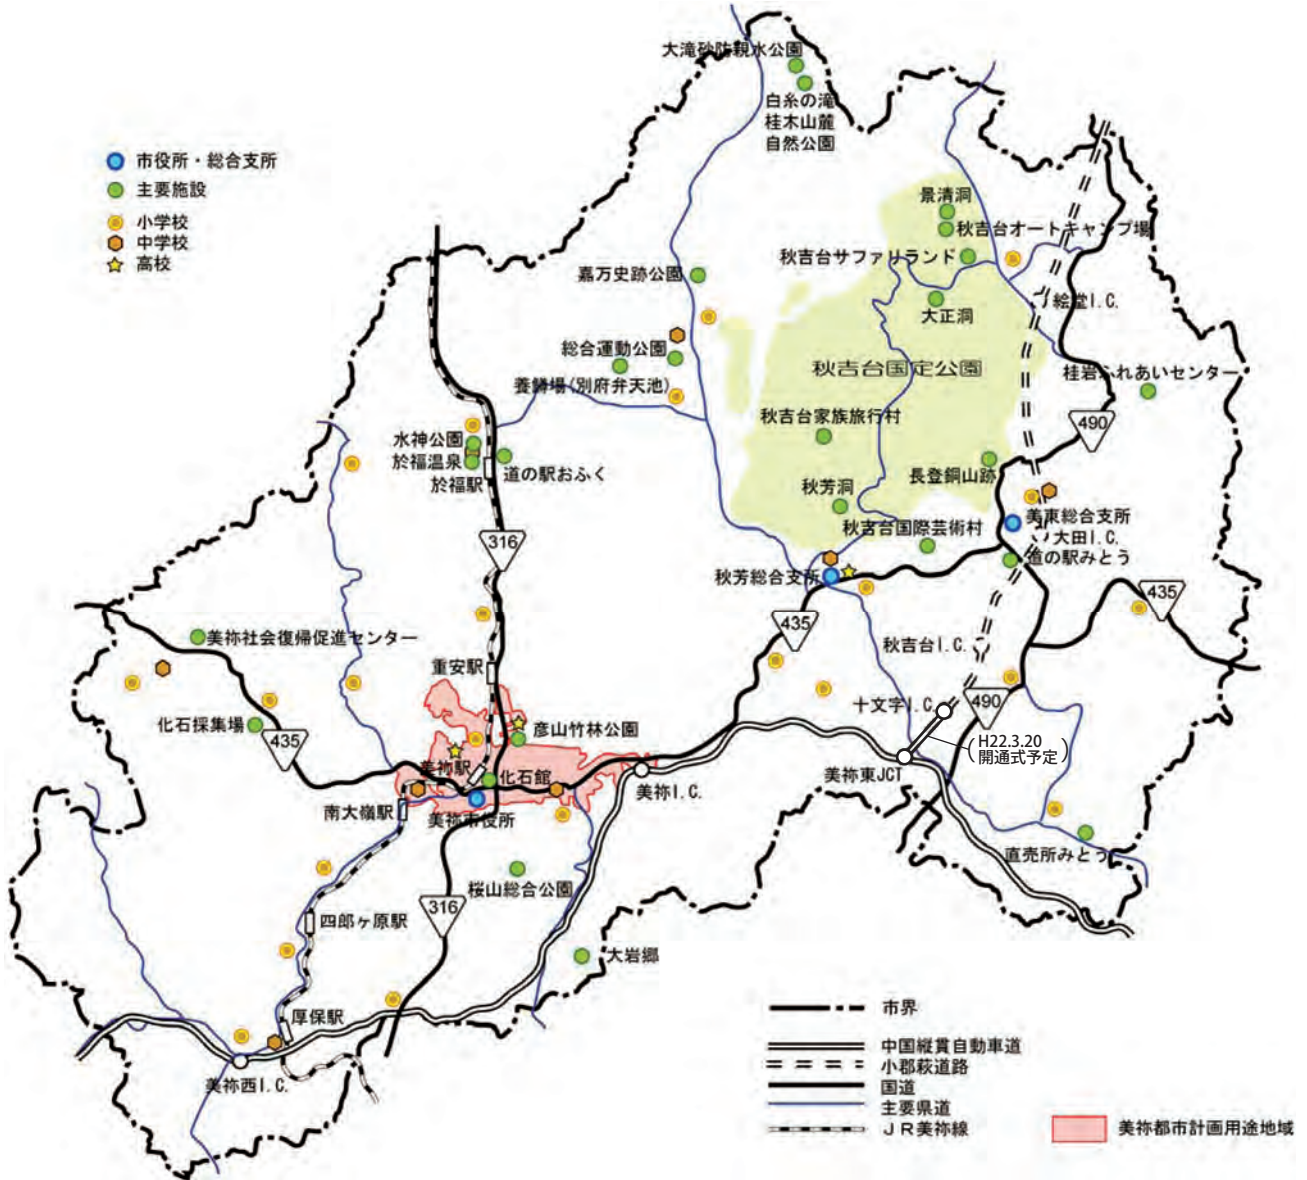 大滝砂防親水公園
白糸の滝
桂木山麓
自然公園
市役所・総合支所
主要施設
小学校
中学校
高校
景清洞
秋吉台オートキャンプ場
秋吉台サファリランド
嘉万史跡公園
絵堂I.C.
大正洞
総合運動公園
秋吉台国定公園
桂岩ふれあいセンター
養鱒場(別府弁天池)
秋吉台家族旅行村
490
水神公園
於福温泉
道の駅おふく
於福駅
長登銅山跡
秋芳洞
美東総合支所
秋吉台国際芸術村
大田I.C.
道の駅みとう
316
秋芳総合支所
435
435
美祢社会復帰促進センター
秋吉台I.C.
重安駅
十文字I.C.
490
化石採集場
彦山竹林公園
435
H22.3.20
開通式予定
美祢駅
化石館
美祢東JCT
美祢I.C.
南大嶺駅
美祢市役所
直売所みとう
桜山総合公園
316
四郎ヶ原駅
大岩郷
厚保駅
美祢西I.C.
市界
中国縦貫自動車道
小郡萩道路
国道
主要県道
JR美祢線
美祢都市計画用途地域